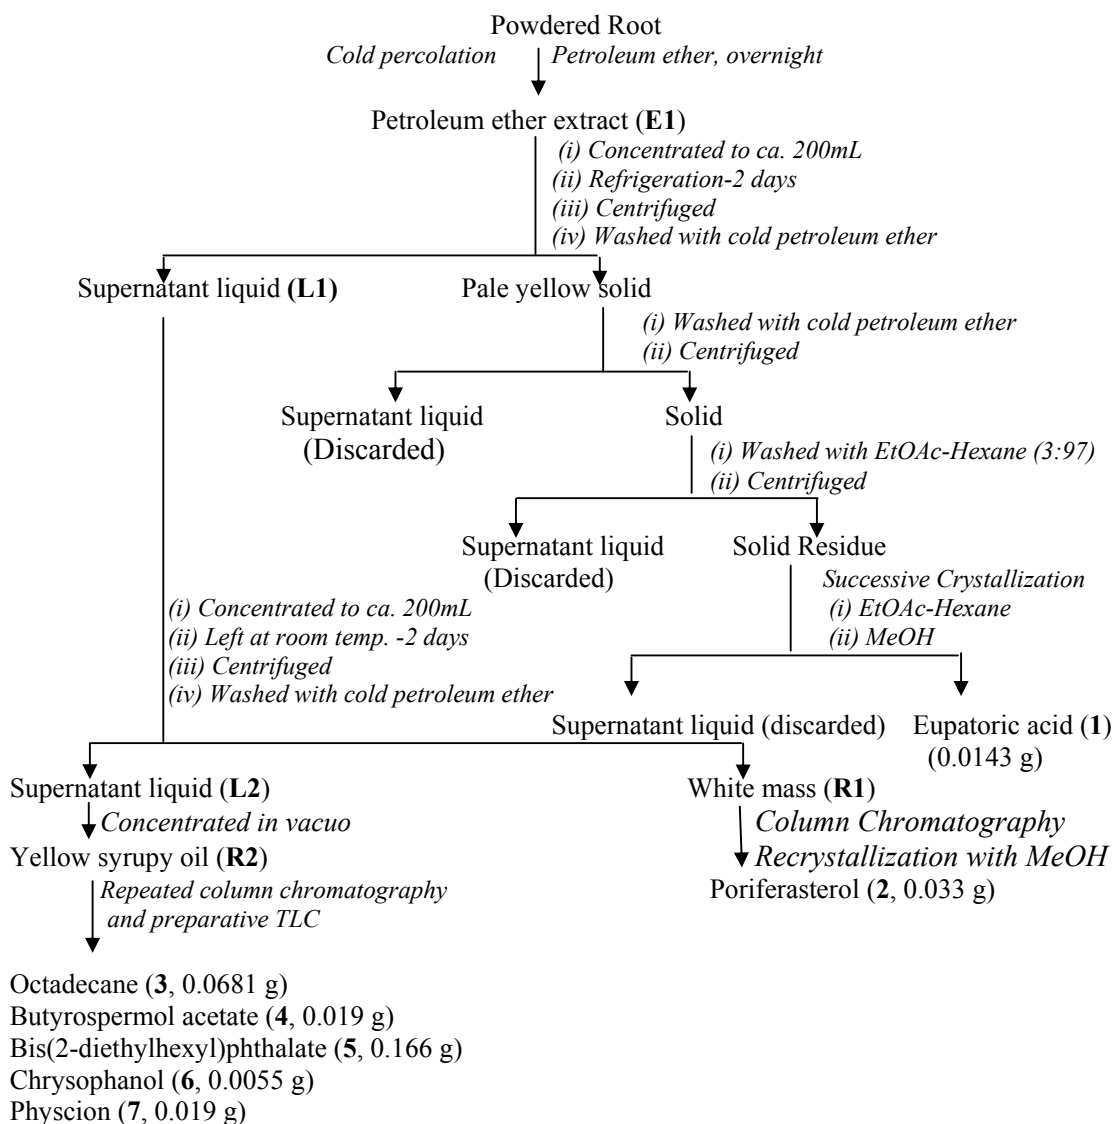 Powdered Root
Cold percolation Petroleum ether, overnight
Petroleum ether extract (E1)
(i) Concentrated to ca. 200mL
(ii) Refrigeration-2 days
(iii) Centrifuged
(iv) Washed with cold petroleum ether
Supernatant liquid (L1) Pale yellow solid
(i) Washed with cold petroleum ether
(ii) Centrifuged
Supernatant liquid
(Discarded)
Solid
(i) Washed with EtOAc-Hexane (3:97)
(ii) Centrifuged
Supernatant liquid
(Discarded)
Solid Residue
Successive Crystallization
(i) EtOAc-Hexane
(ii) MeOH
Supernatant liquid (discarded)
Eupatoric acid (1)
(0.0143 g)
(i) Concentrated to ca. 200mL
(ii) Left at room temp. -2 days
(iii) Centrifuged
(iv) Washed with cold petroleum ether
Supernatant liquid (L2)
Concentrated in vacuo
Yellow syrupy oil (R2)
Repeated column chromatography
and preparative TLC
White mass (R1)
Column Chromatography
Recrystallization with MeOH
Poriferasterol (2, 0.033 g)
Octadecane (3, 0.0681 g)
Butyrospermol acetate (4, 0.019 g)
Bis(2-diethylhexyl)phthalate (5, 0.166 g)
Chrysophanol (6, 0.0055 g)
Physcion (7, 0.019 g)